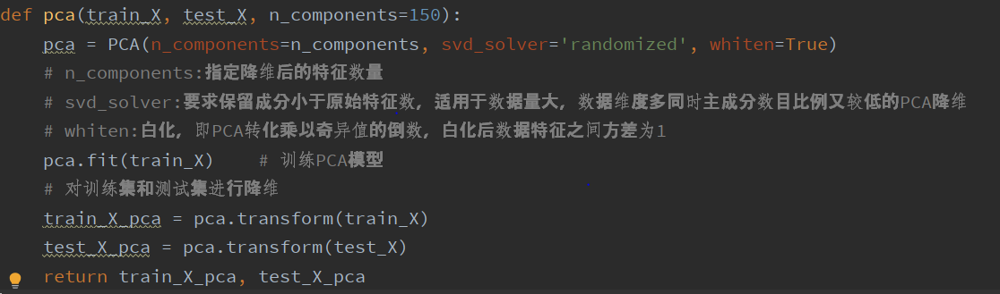 def pca(train_X, test_X, n_components=150):
pca = PCA(n_components=n_components, svd_solver='randomized', whiten=True)
# n_components:指定降维后的特征数量
# svd_solver:要求保留成分小于原始特征数，适用于数据量大，数据维度多同时主成分数目比例又较低的PCA降维
# whiten:白化，即PCA转化乘以奇异值的倒数，白化后数据特征之间方差为1
pca.fit(train_X)    # 训练PCA模型
# 对训练集和测试集进行降维
train_X_pca = pca.transform(train_X)
test_X_pca = pca.transform(test_X)
return train_X_pca, test_X_pca